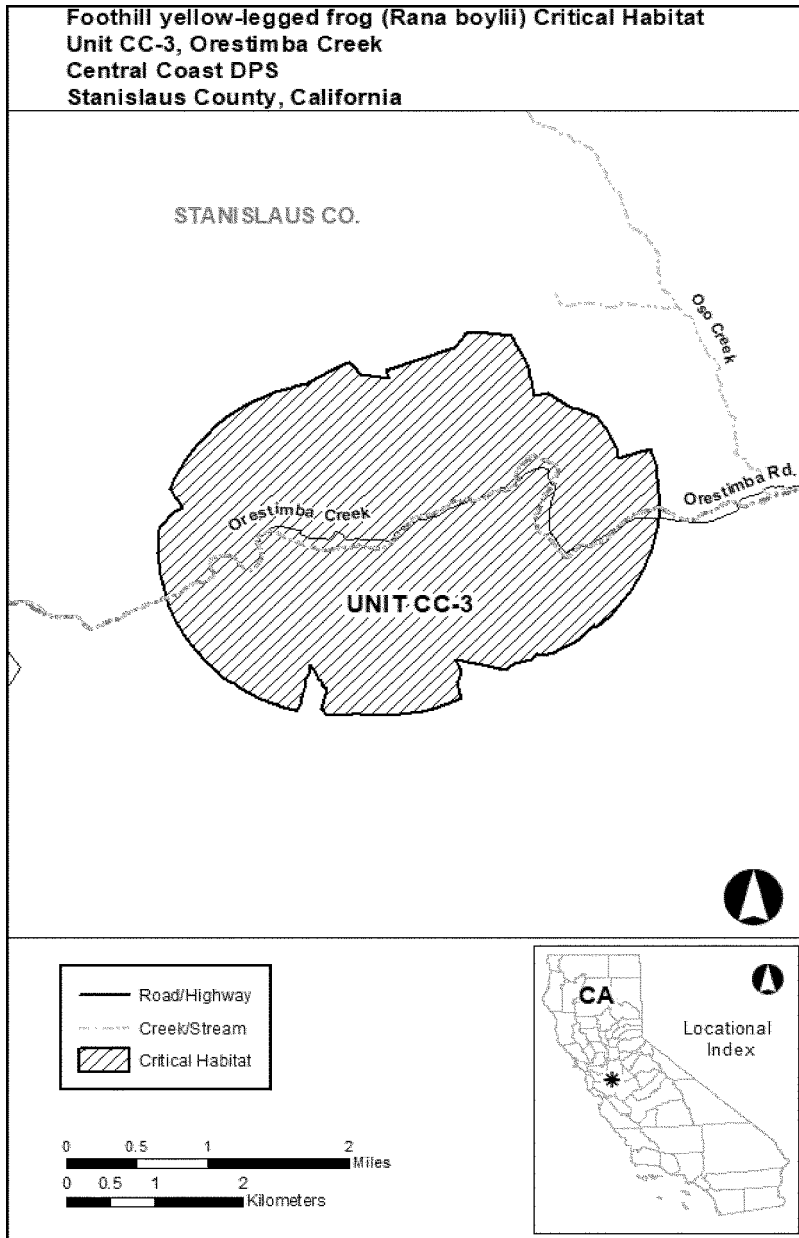 Foothill yellow-legged frog (Rana boylii) Critical Habitat
Unit CC-3, Orestimba Creek
Central Coast DPS
Stanislaus County, California
STANISLAUS CO.
Oso Creek
Orestimba Rd.
Orestimba Creek
UNIT CC-3
Road/Highway
Creek/Stream
Critical Habitat
0 0.5 1 2
Miles
0 0.5 1 2
Kilometers
CA
Locational
Index